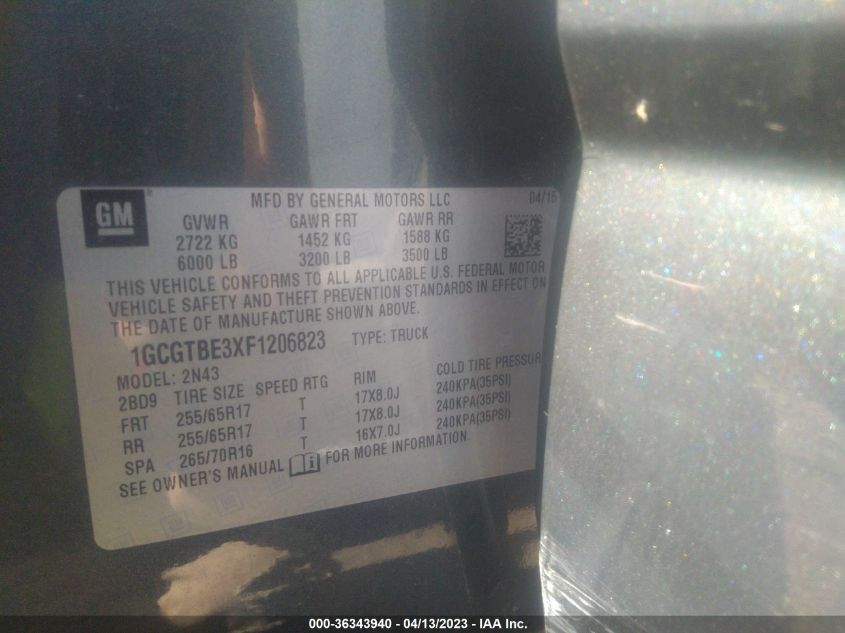 GM ®
MFD BY GENERAL MOTORS LLC 04/15
GVWR GAWR FRT GAWR RR
2722 KG 1452 KG 1588 KG
6000 LB 3200 LB 3500 LB
THIS VEHICLE CONFORMS TO ALL APPLICABLE U.S. FEDERAL MOTOR
VEHICLE SAFETY AND THEFT PREVENTION STANDARDS IN EFFECT ON
THE DATE OF MANUFACTURE SHOWN ABOVE.
1GCGTBE3XF1206823 TYPE: TRUCK
MODEL: 2N43
2BD9 TIRE SIZE SPEED RTG RIM COLD TIRE PRESSUR
FRT 255/65R17 T 17X8.0J 240KPA(35PSI)
RR 255/65R17 T 17X8.0J 240KPA(35PSI)
SPA 265/70R16 T 16X7.0J 240KPA(35PSI)
SEE OWNER'S MANUAL i FOR MORE INFORMATION.
000-36343940 - 04/13/2023 - IAA Inc.